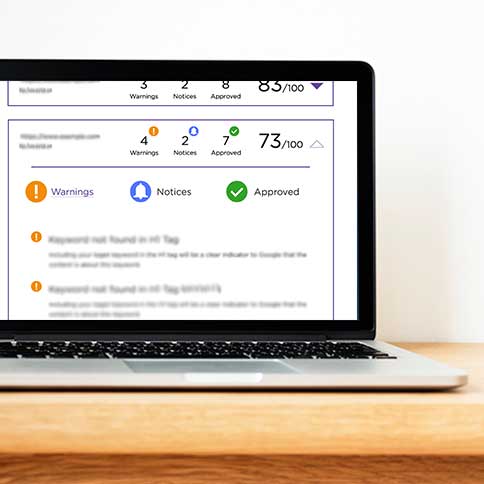 3 2 8 83/100
Warnings Notices Approved
https://www.example.com
4 2 7 73/100
Warnings Notices Approved
Warnings Notices Approved
Keyword not found in H1 Tag
Including your target keyword in the H1 tag will be a clear indicator to Google that the
content is about this keyword
Keyword not found in H1 Tag
Including your target keyword in the H1 tag will be a clear indicator to Google that the
content is about this keyword